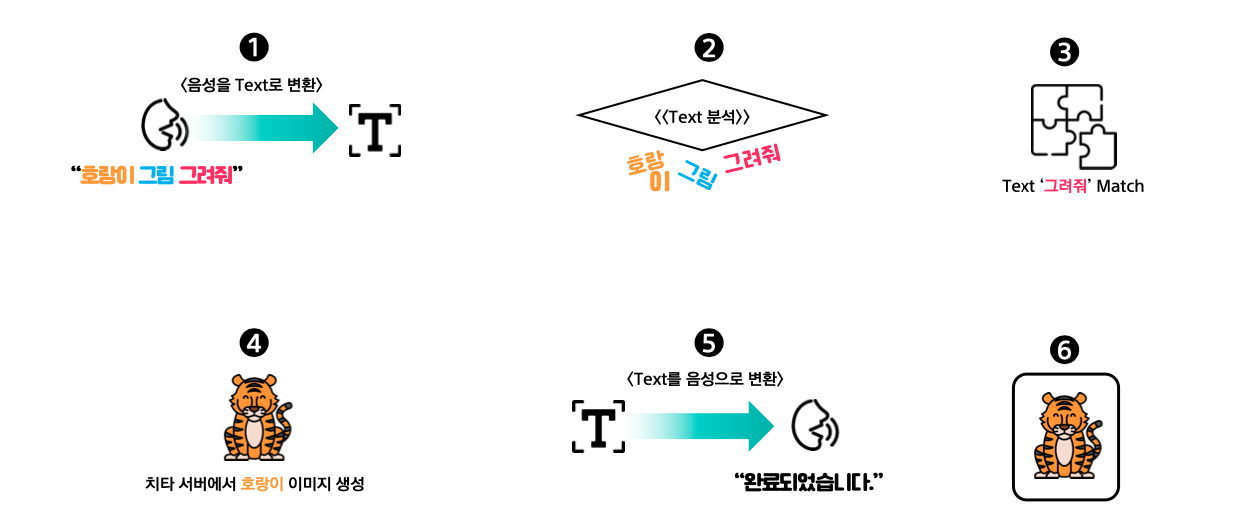 ❶
〈음성을 Text로 변환〉
T
“호랑이 그림 그려줘”
❷
〈〈Text 분석〉〉
호랑
이
그림
그려줘
❸
Text ‘그려줘’ Match
❹
치타 서버에서 호랑이 이미지 생성
❺
〈Text를 음성으로 변환〉
T
“완료되었습니다.”
❻